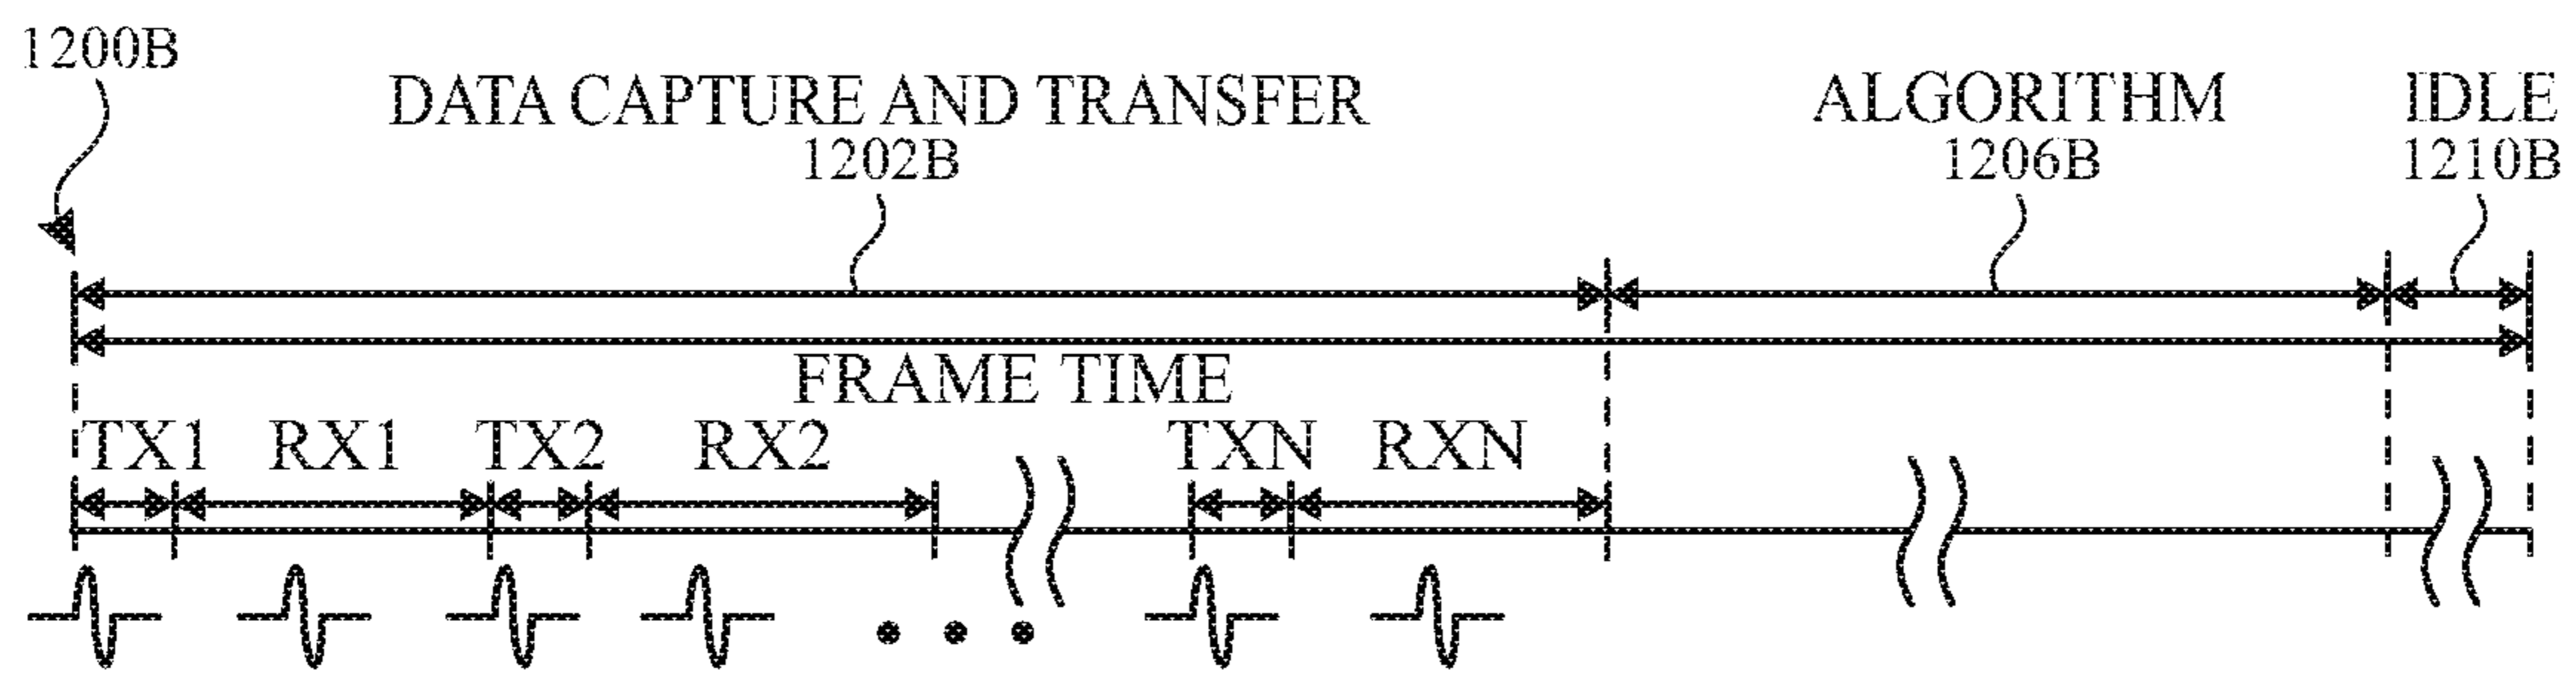 1200B
DATA CAPTURE AND TRANSFER
1202B
ALGORITHM
1206B
IDLE
1210B
FRAME TIME
TX1 RX1 TX2 RX2 TXN RXN